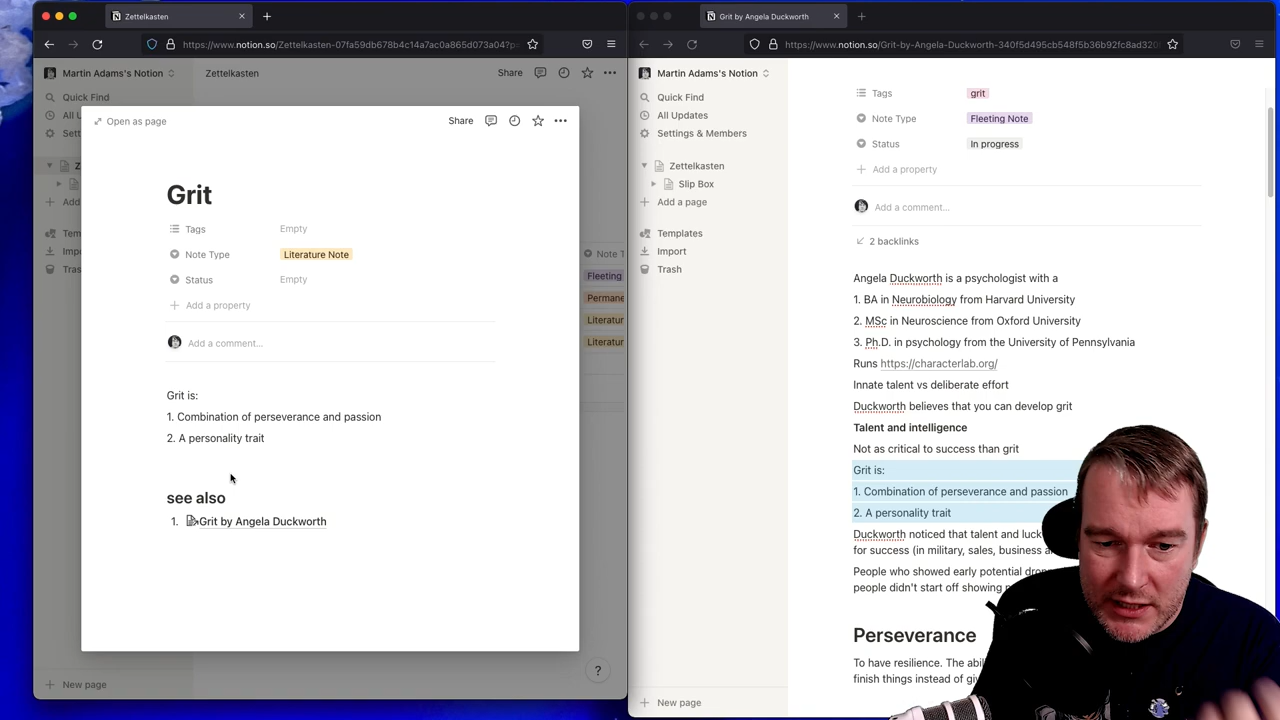 Zettelkasten
https://www.notion.so/Zettelkasten-07fa59db678b4c14a7ac0a865d073a04?p
Martin Adams's Notion
Zettelkasten
Share
Quick Find
All U
Sett
Z
Add
Tem
Impo
Tras
New page
Open as page
Share
Grit
Tags Empty
Note Type Literature Note
Status Empty
Add a property
Add a comment...
Grit is:
1. Combination of perseverance and passion
2. A personality trait
see also
1. Grit by Angela Duckworth
Note T
Fleeting
Permane
Literatur
Literatur
?
Grit by Angela Duckworth
https://www.notion.so/Grit-by-Angela-Duckworth-340f5d495cb548f5b36b92fc8ad320
Martin Adams's Notion
Quick Find
All Updates
Settings & Members
Zettelkasten
Slip Box
Add a page
Templates
Import
Trash
New page
Tags grit
Note Type Fleeting Note
Status In progress
Add a property
Add a comment...
2 backlinks
Angela Duckworth is a psychologist with a
1. BA in Neurobiology from Harvard University
2. MSc in Neuroscience from Oxford University
3. Ph.D. in psychology from the University of Pennsylvania
Runs https://characterlab.org/
Innate talent vs deliberate effort
Duckworth believes that you can develop grit
Talent and intelligence
Not as critical to success than grit
Grit is:
1. Combination of perseverance and passion
2. A personality trait
Duckworth noticed that talent and luck
for success (in military, sales, business a
People who showed early potential drop
people didn't start off showing
Perseverance
To have resilience. The abi
finish things instead of gi